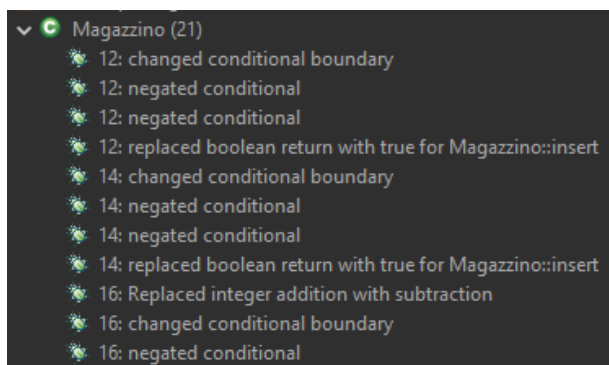 Magazzino (21)
12: changed conditional boundary
12: negated conditional
12: negated conditional
12: replaced boolean return with true for Magazzino::insert
14: changed conditional boundary
14: negated conditional
14: negated conditional
14: replaced boolean return with true for Magazzino::insert
16: Replaced integer addition with subtraction
16: changed conditional boundary
16: negated conditional